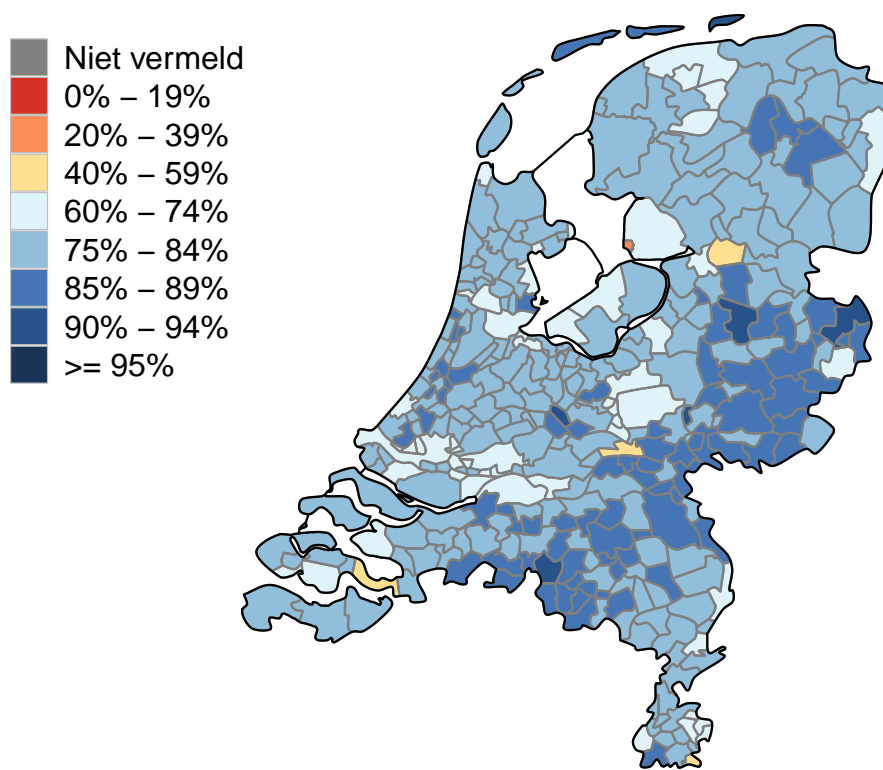 Niet vermeld
0% – 19%
20% – 39%
40% – 59%
60% – 74%
75% – 84%
85% – 89%
90% – 94%
>= 95%